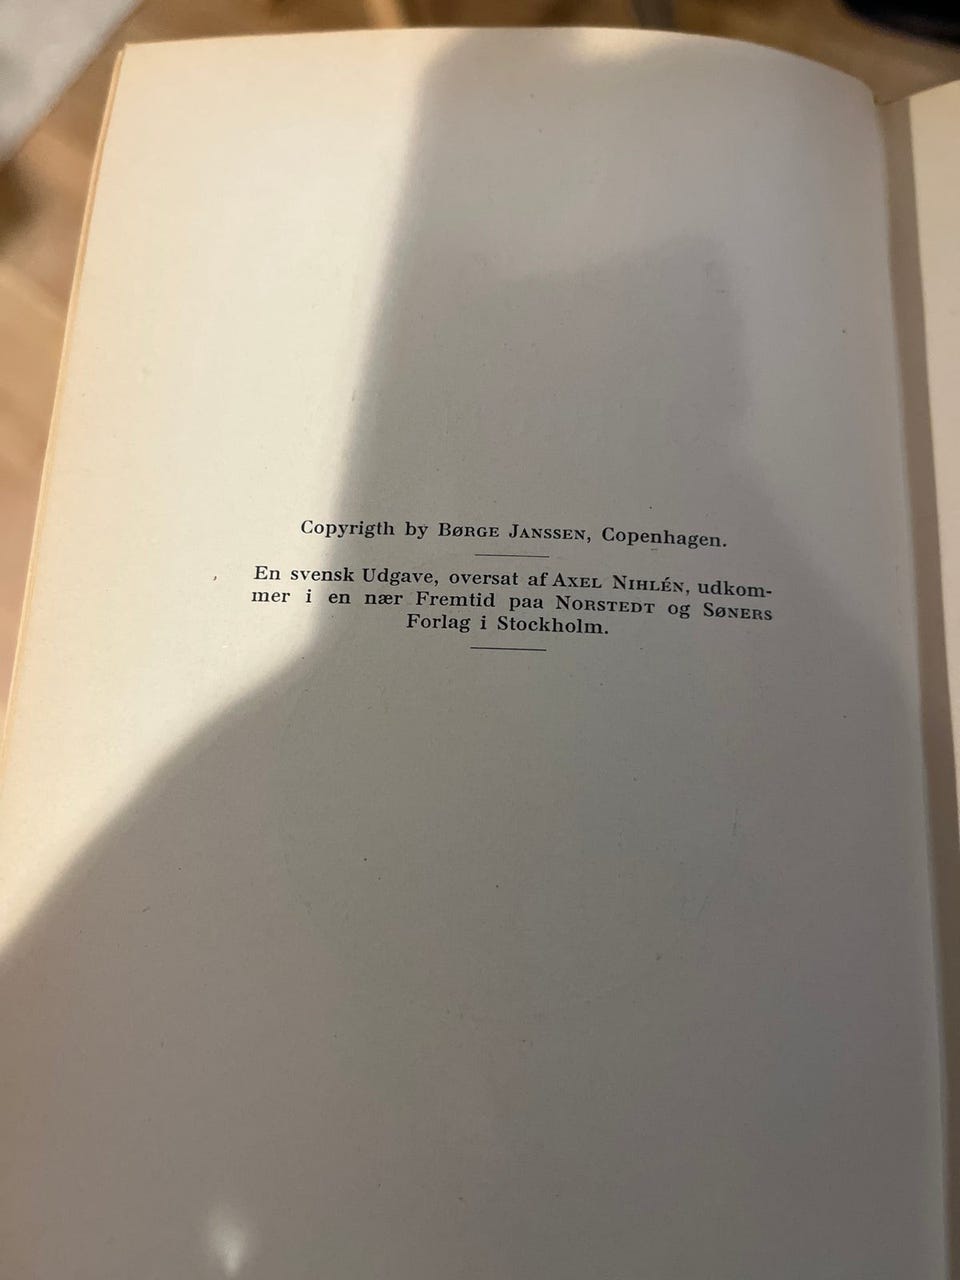 Copyrigth by BØRGE JANSSEN, Copenhagen.
En svensk Udgave, oversat af AXEL NIHLÉN, udkom-
mer i en nær Fremtid paa NORSTEDT og SØNERS
Forlag i Stockholm.